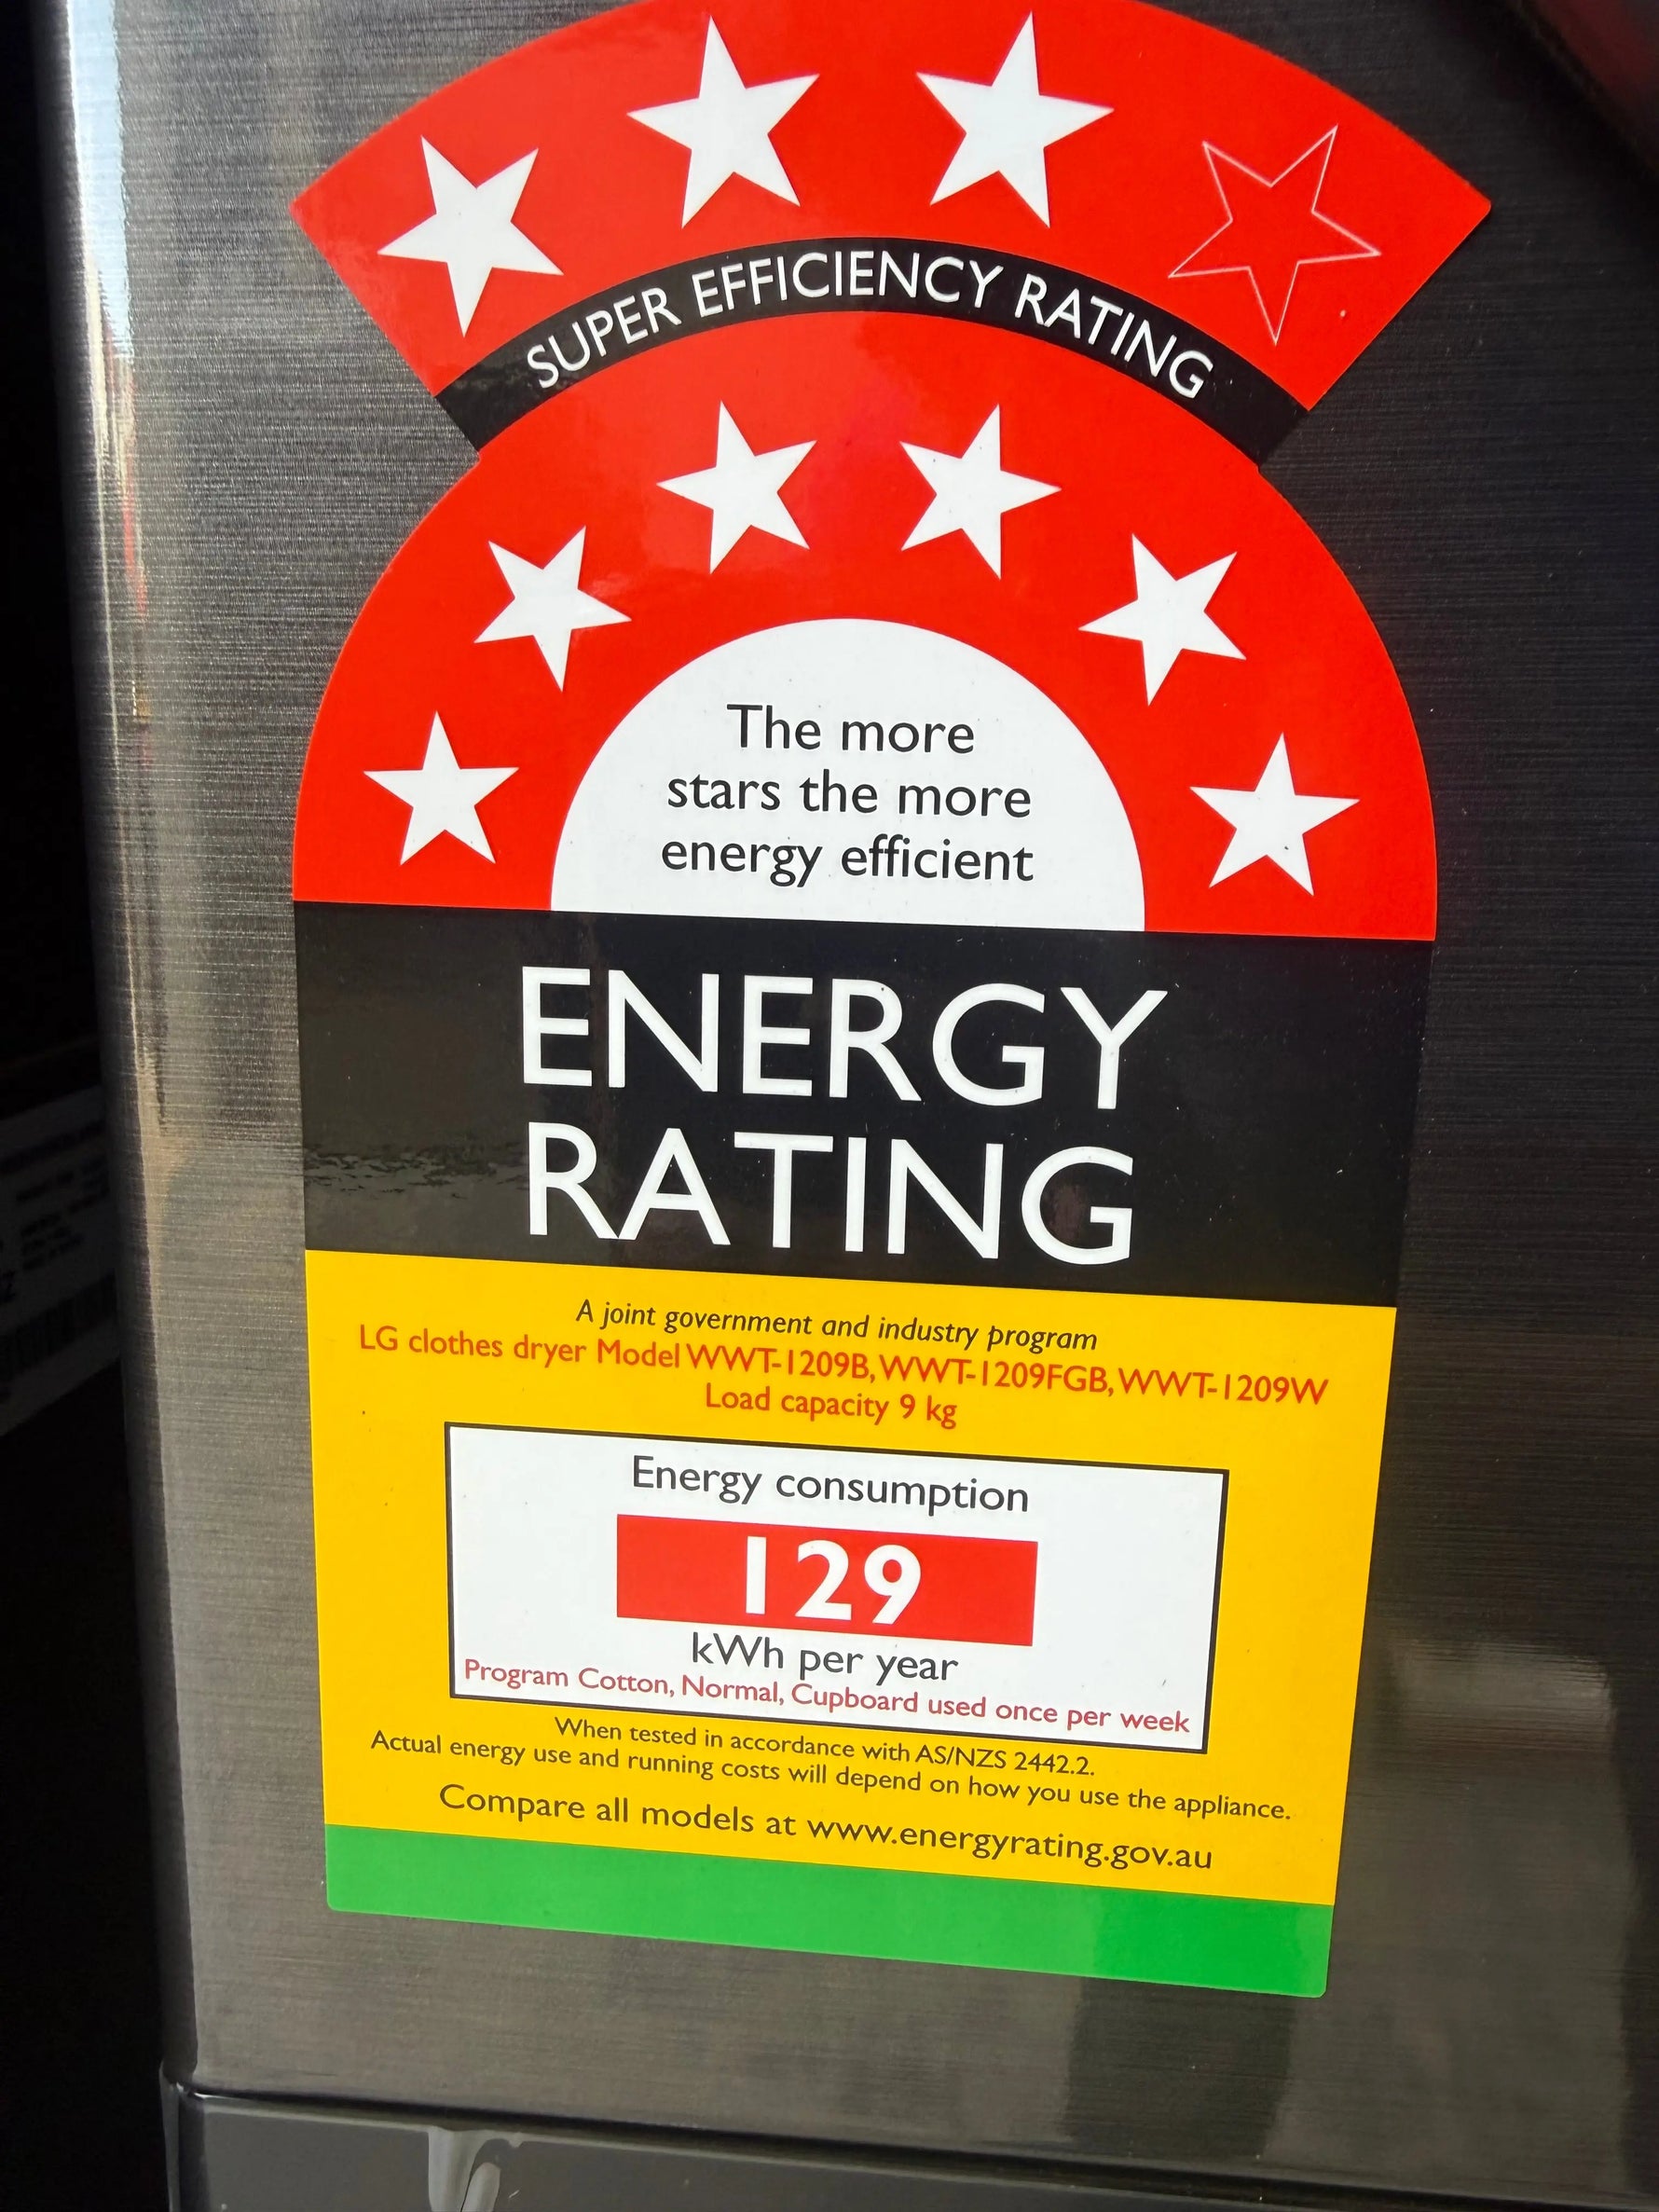 SUPER EFFICIENCY RATING
The more
stars the more
energy efficient
ENERGY
RATING
A joint government and industry program
LG clothes dryer Model WWT-1209B, WWT-1209FGB, WWT-1209W
Load capacity 9 kg
Energy consumption
129
kWh per year
Program Cotton, Normal, Cupboard used once per week
When tested in accordance with AS/NZS 2442.2.
Actual energy use and running costs will depend on how you use the appliance.
Compare all models at www.energyrating.gov.au